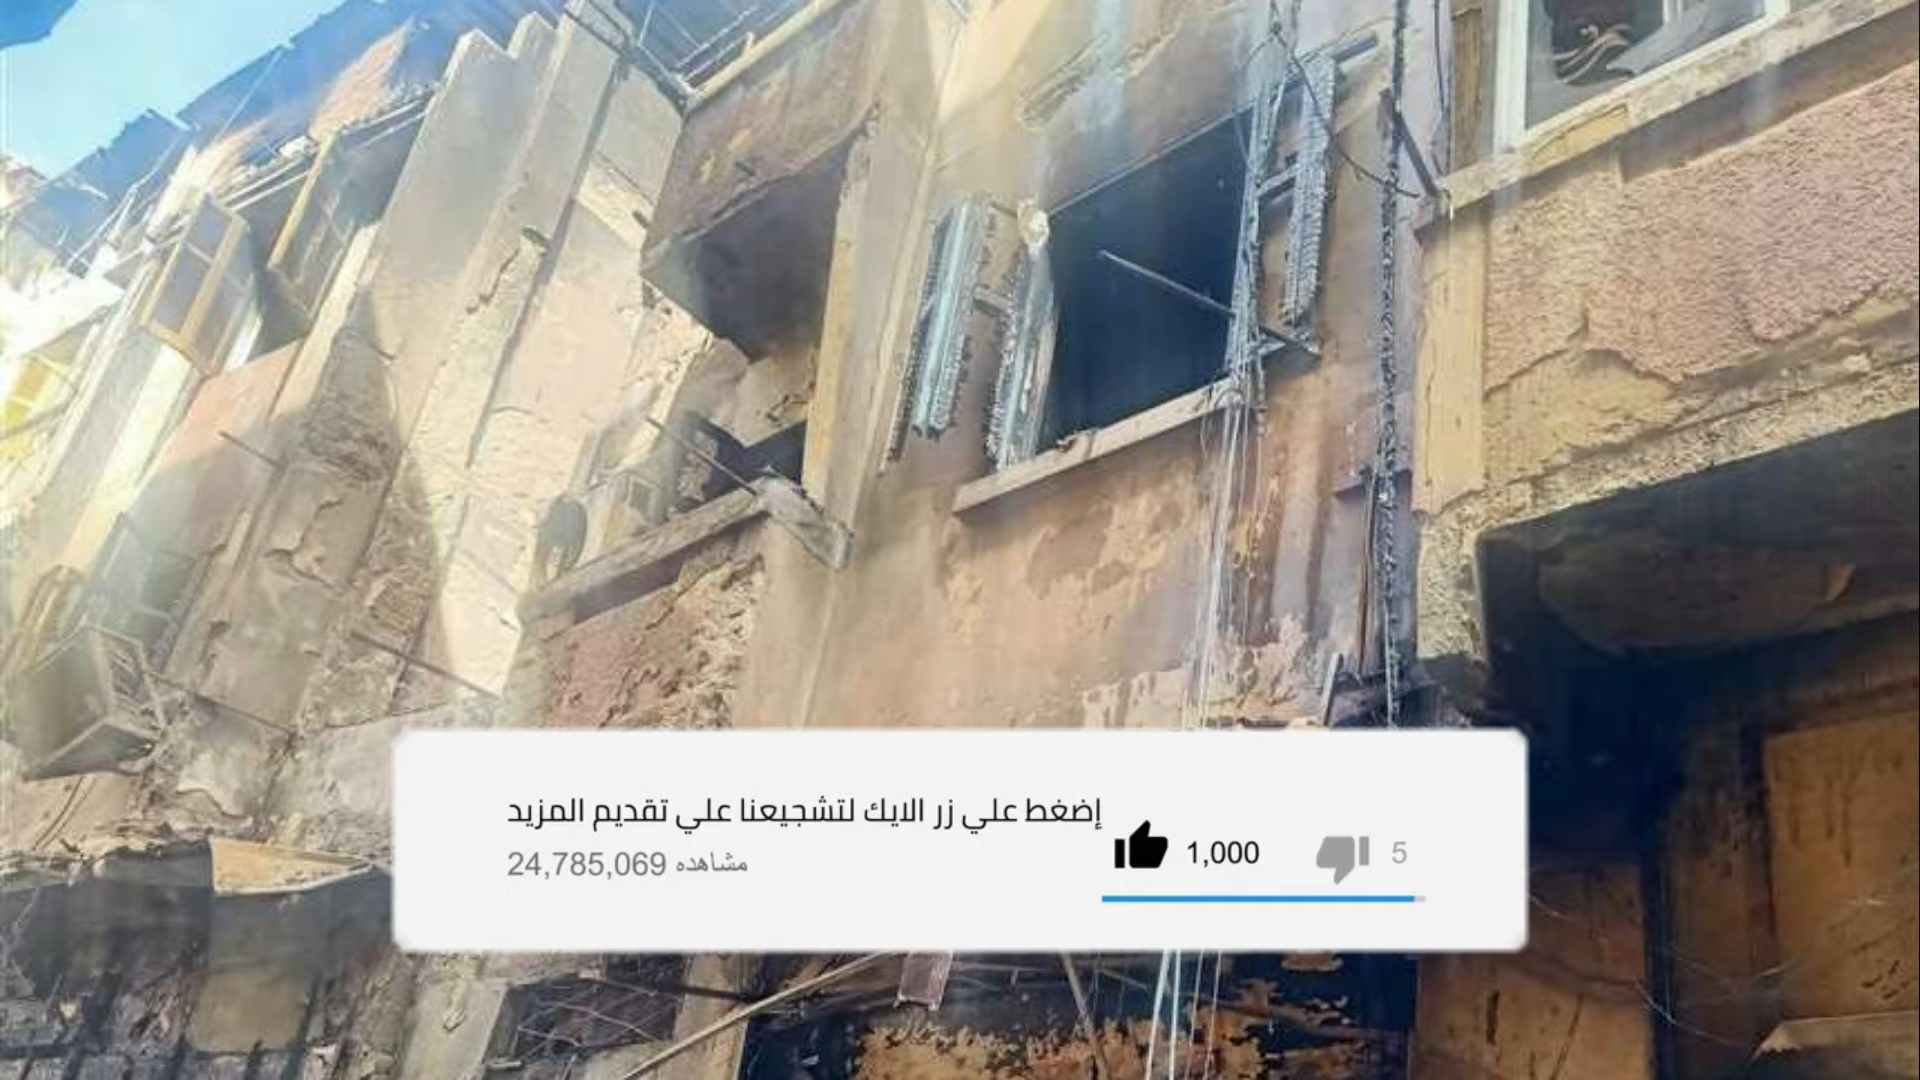 إضغط علي زر الايك لتشجيعنا علي تقديم المزيد
24,785,069 مشاهده
1,000
5